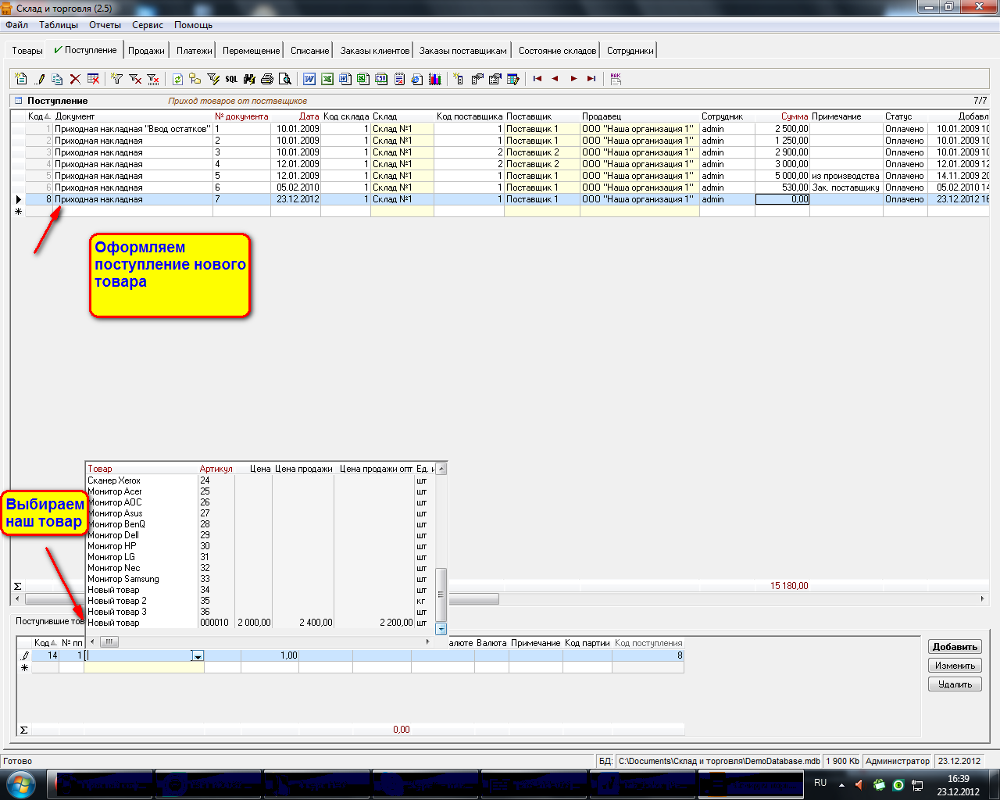 Склад и торговля (2.5)
Файл Таблицы Отчеты Сервис Помощь
Товары Поступление Продажи Платежи Перемещение Списание Заказы клиентов Заказы поставщикам Состояние складов Сотрудники
SQL CSV НАК
Поступление Приход товаров от поставщиков 7/7
Код Документ № документа Дата Код склада Склад Код поставщика Поставщик Продавец Сотрудник Сумма Примечание Статус Добавл
1 Приходная накладная "Ввод остатков" 1 10.01.2009 1 Склад №1 1 Поставщик 1 ООО "Наша организация 1" admin 2 500,00 Оплачено 10.01.2009 10
2 Приходная накладная 2 10.01.2009 1 Склад №1 1 Поставщик 1 ООО "Наша организация 1" admin 1 250,00 Оплачено 10.01.2009 10
3 Приходная накладная 3 10.01.2009 1 Склад №1 2 Поставщик 2 ООО "Наша организация 1" admin 2 900,00 Оплачено 10.01.2009 10
4 Приходная накладная 4 12.01.2009 1 Склад №1 2 Поставщик 2 ООО "Наша организация 1" admin 3 000,00 Оплачено 12.01.2009 12
5 Приходная накладная 5 12.01.2009 1 Склад №1 1 Поставщик 1 ООО "Наша организация 1" admin 5 000,00 из производства Оплачено 14.11.2009 20
6 Приходная накладная 6 05.02.2010 1 Склад №1 1 Поставщик 1 ООО "Наша организация 1" admin 530,00 Зак. поставщику Оплачено 05.02.2010 14
8 Приходная накладная 7 23.12.2012 1 Склад №1 1 Поставщик 1 ООО "Наша организация 1" admin 0,00 Оплачено 23.12.2012 16
Оформляем
поступление нового
товара
Товар Артикул Цена Цена продажи Цена продажи опт Ед. и
Сканер Xerox 24 шт
Монитор Acer 25 шт
Монитор AOC 26 шт
Монитор Asus 27 шт
Монитор BenQ 28 шт
Монитор Dell 29 шт
Монитор HP 30 шт
Монитор LG 31 шт
Монитор Nec 32 шт
Монитор Samsung 33 шт
Новый товар 34 шт
Новый товар 2 35 кг
Новый товар 3 36 шт
Новый товар 000010 2 000,00 2 400,00 2 200,00 шт
Выбираем
наш товар
Σ 15 180,00
Поступившие тов
Код № пп алюте Валюта Примечание Код партии Код поступления
14 1 1,00 8
Σ 0,00
Добавить
Изменить
Удалить
Готово БД: C:\Documents\Склад и торговля\DemoDatabase.mdb 1 900 Kb Администратор 23.12.2012
RU 16:39
23.12.2012